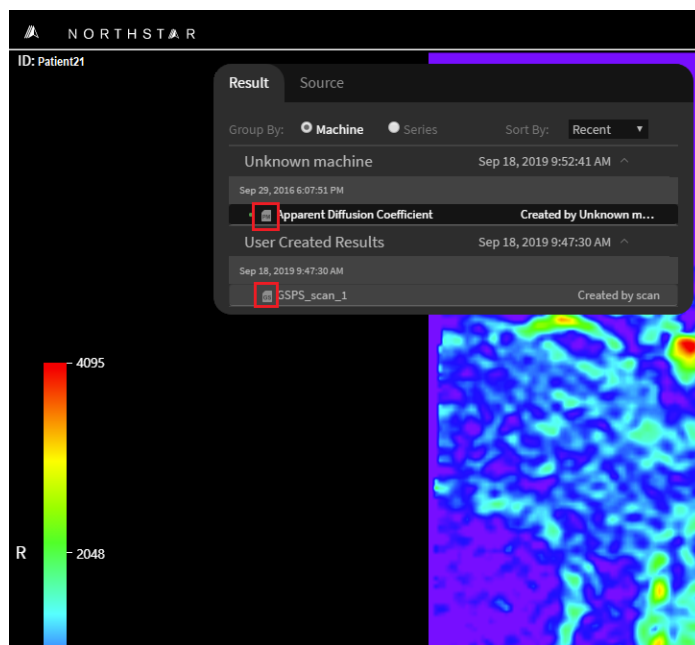 NORTHSTAR
ID: Patient21
Result Source
Group By: Machine Series Sort By: Recent
Unknown machine Sep 18, 2019 9:52:41 AM
Sep 29, 2016 6:07:51 PM
Apparent Diffusion Coefficient Created by Unknown m...
User Created Results Sep 18, 2019 9:47:30 AM
Sep 18, 2019 9:47:30 AM
GSPS_scan_1 Created by scan
4095
R 2048